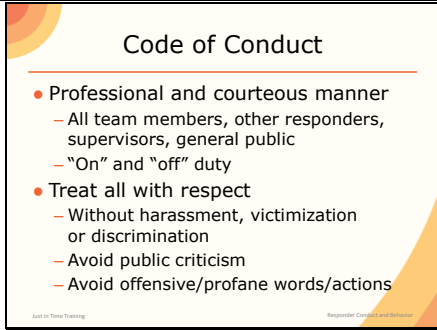 Code of Conduct
● Professional and courteous manner
– All team members, other responders,
supervisors, general public
– “On” and “off” duty
● Treat all with respect
– Without harassment, victimization
or discrimination
– Avoid public criticism
– Avoid offensive/profane words/actions
Just In Time Training
Responder Conduct and Behavior